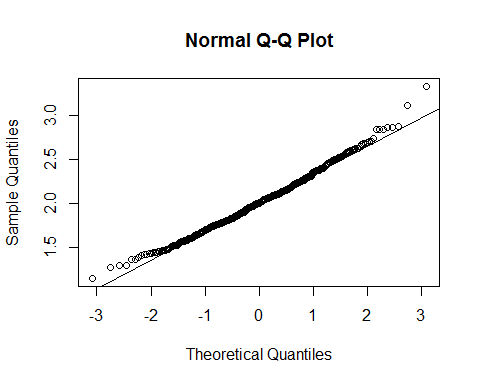 Normal Q-Q Plot
Sample Quantiles
3.0
2.5
2.0
1.5
-3 -2 -1 0 1 2 3
Theoretical Quantiles